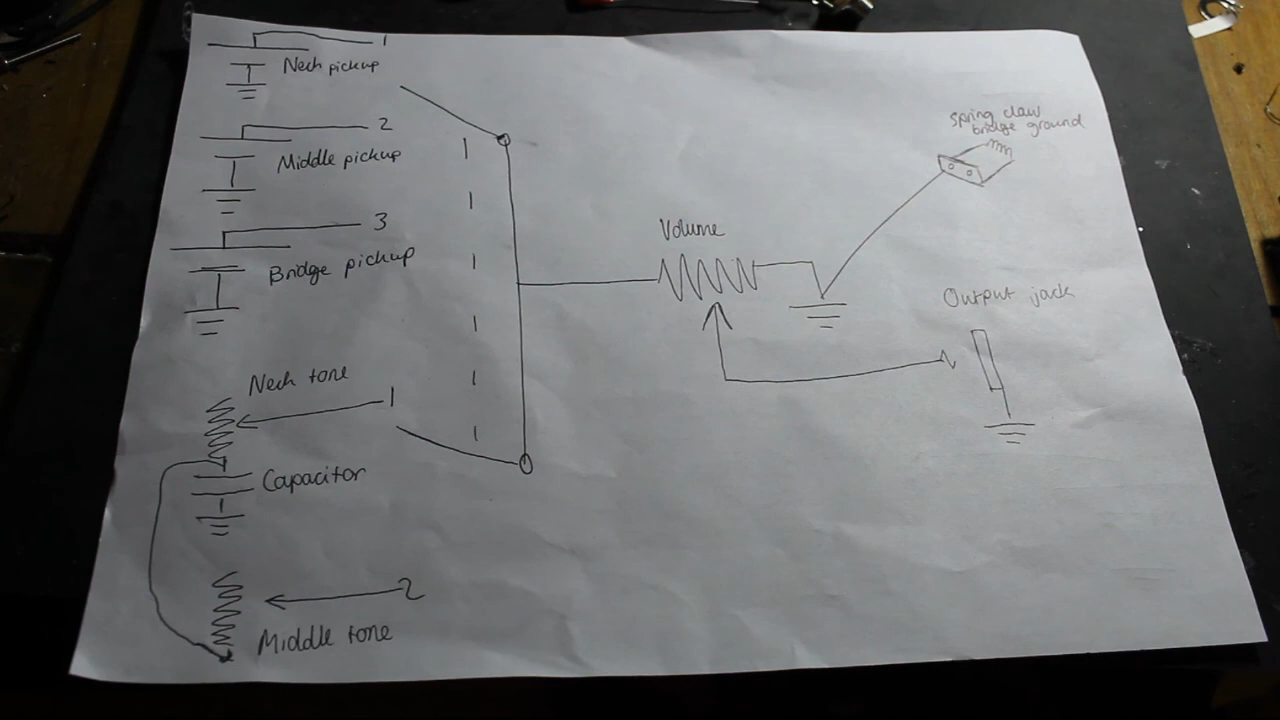 1
Neck pickup
2
Middle pickup
3
Bridge pickup
Neck tone
1
Capacitor
2
Middle tone
Volume
spring claw
bridge ground
Output jack